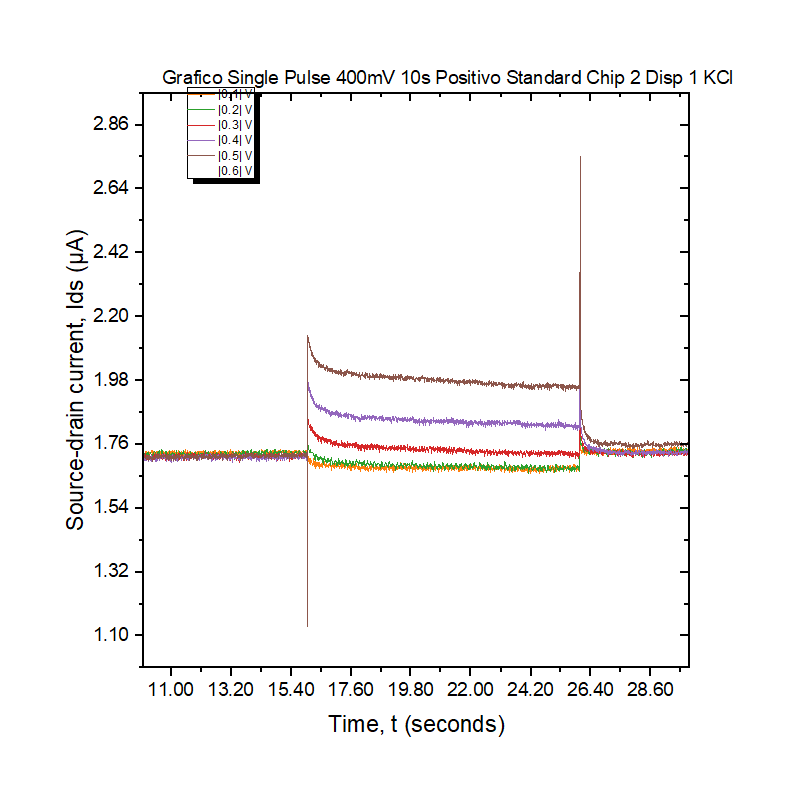 Grafico Single Pulse 400mV 10s Positivo Standard Chip 2 Disp 1 KCl
|0.1| V
|0.2| V
|0.3| V
|0.4| V
|0.5| V
|0.6| V
2.86
2.64
2.42
2.20
1.98
1.76
1.54
1.32
1.10
Source-drain current, Ids (µA)
11.00 13.20 15.40 17.60 19.80 22.00 24.20 26.40 28.60
Time, t (seconds)